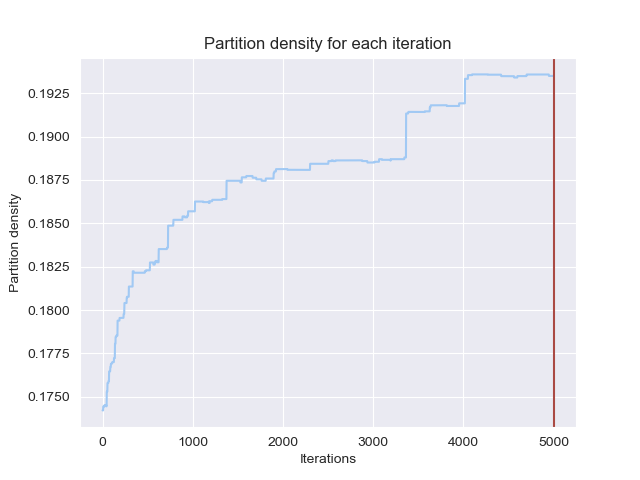 Partition density for each iteration
0.1925
0.1900
0.1875
0.1850
0.1825
0.1800
0.1775
0.1750
Partition density
0 1000 2000 3000 4000 5000
Iterations